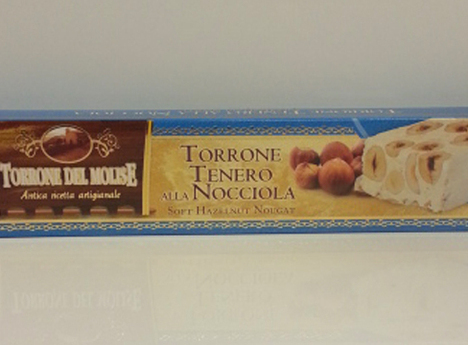 TORRONE DEL MOLISE
Antica ricetta artigianale
TORRONE
TENERO
ALLA NOCCIOLA
SOFT HAZELNUT NOUGAT